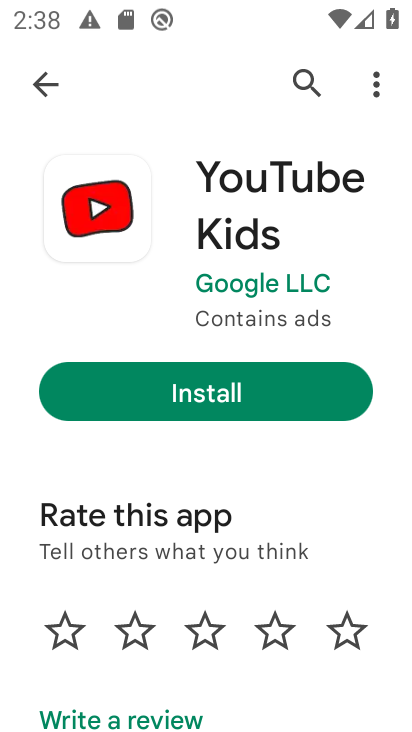 2:38
YouTube
Kids
Google LLC
Contains ads
Install
Rate this app
Tell others what you think
Write a review